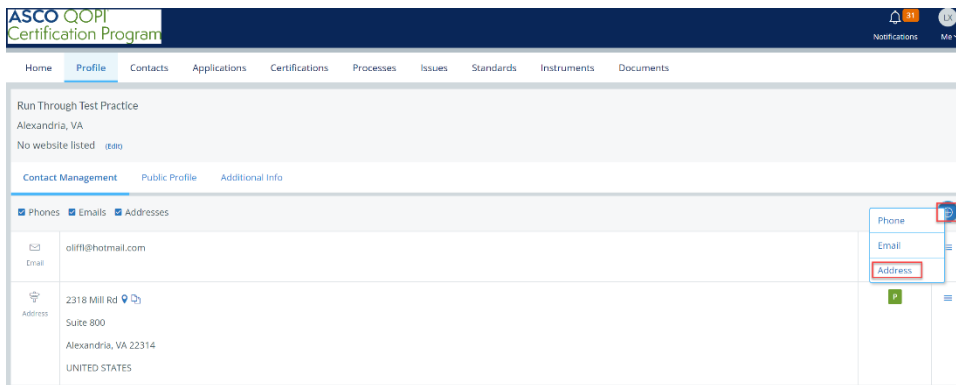 ASCO QOPI
Certification Program
31
LX
Notifications
Me
Home Profile Contacts Applications Certifications Processes Issues Standards Instruments Documents
Run Through Test Practice
Alexandria, VA
No website listed (Edit)
Contact Management Public Profile Additional Info
Phones Emails Addresses
Phone
Email
Address
Email
oliffl@hotmail.com
Address
2318 Mill Rd
P
Suite 800
Alexandria, VA 22314
UNITED STATES